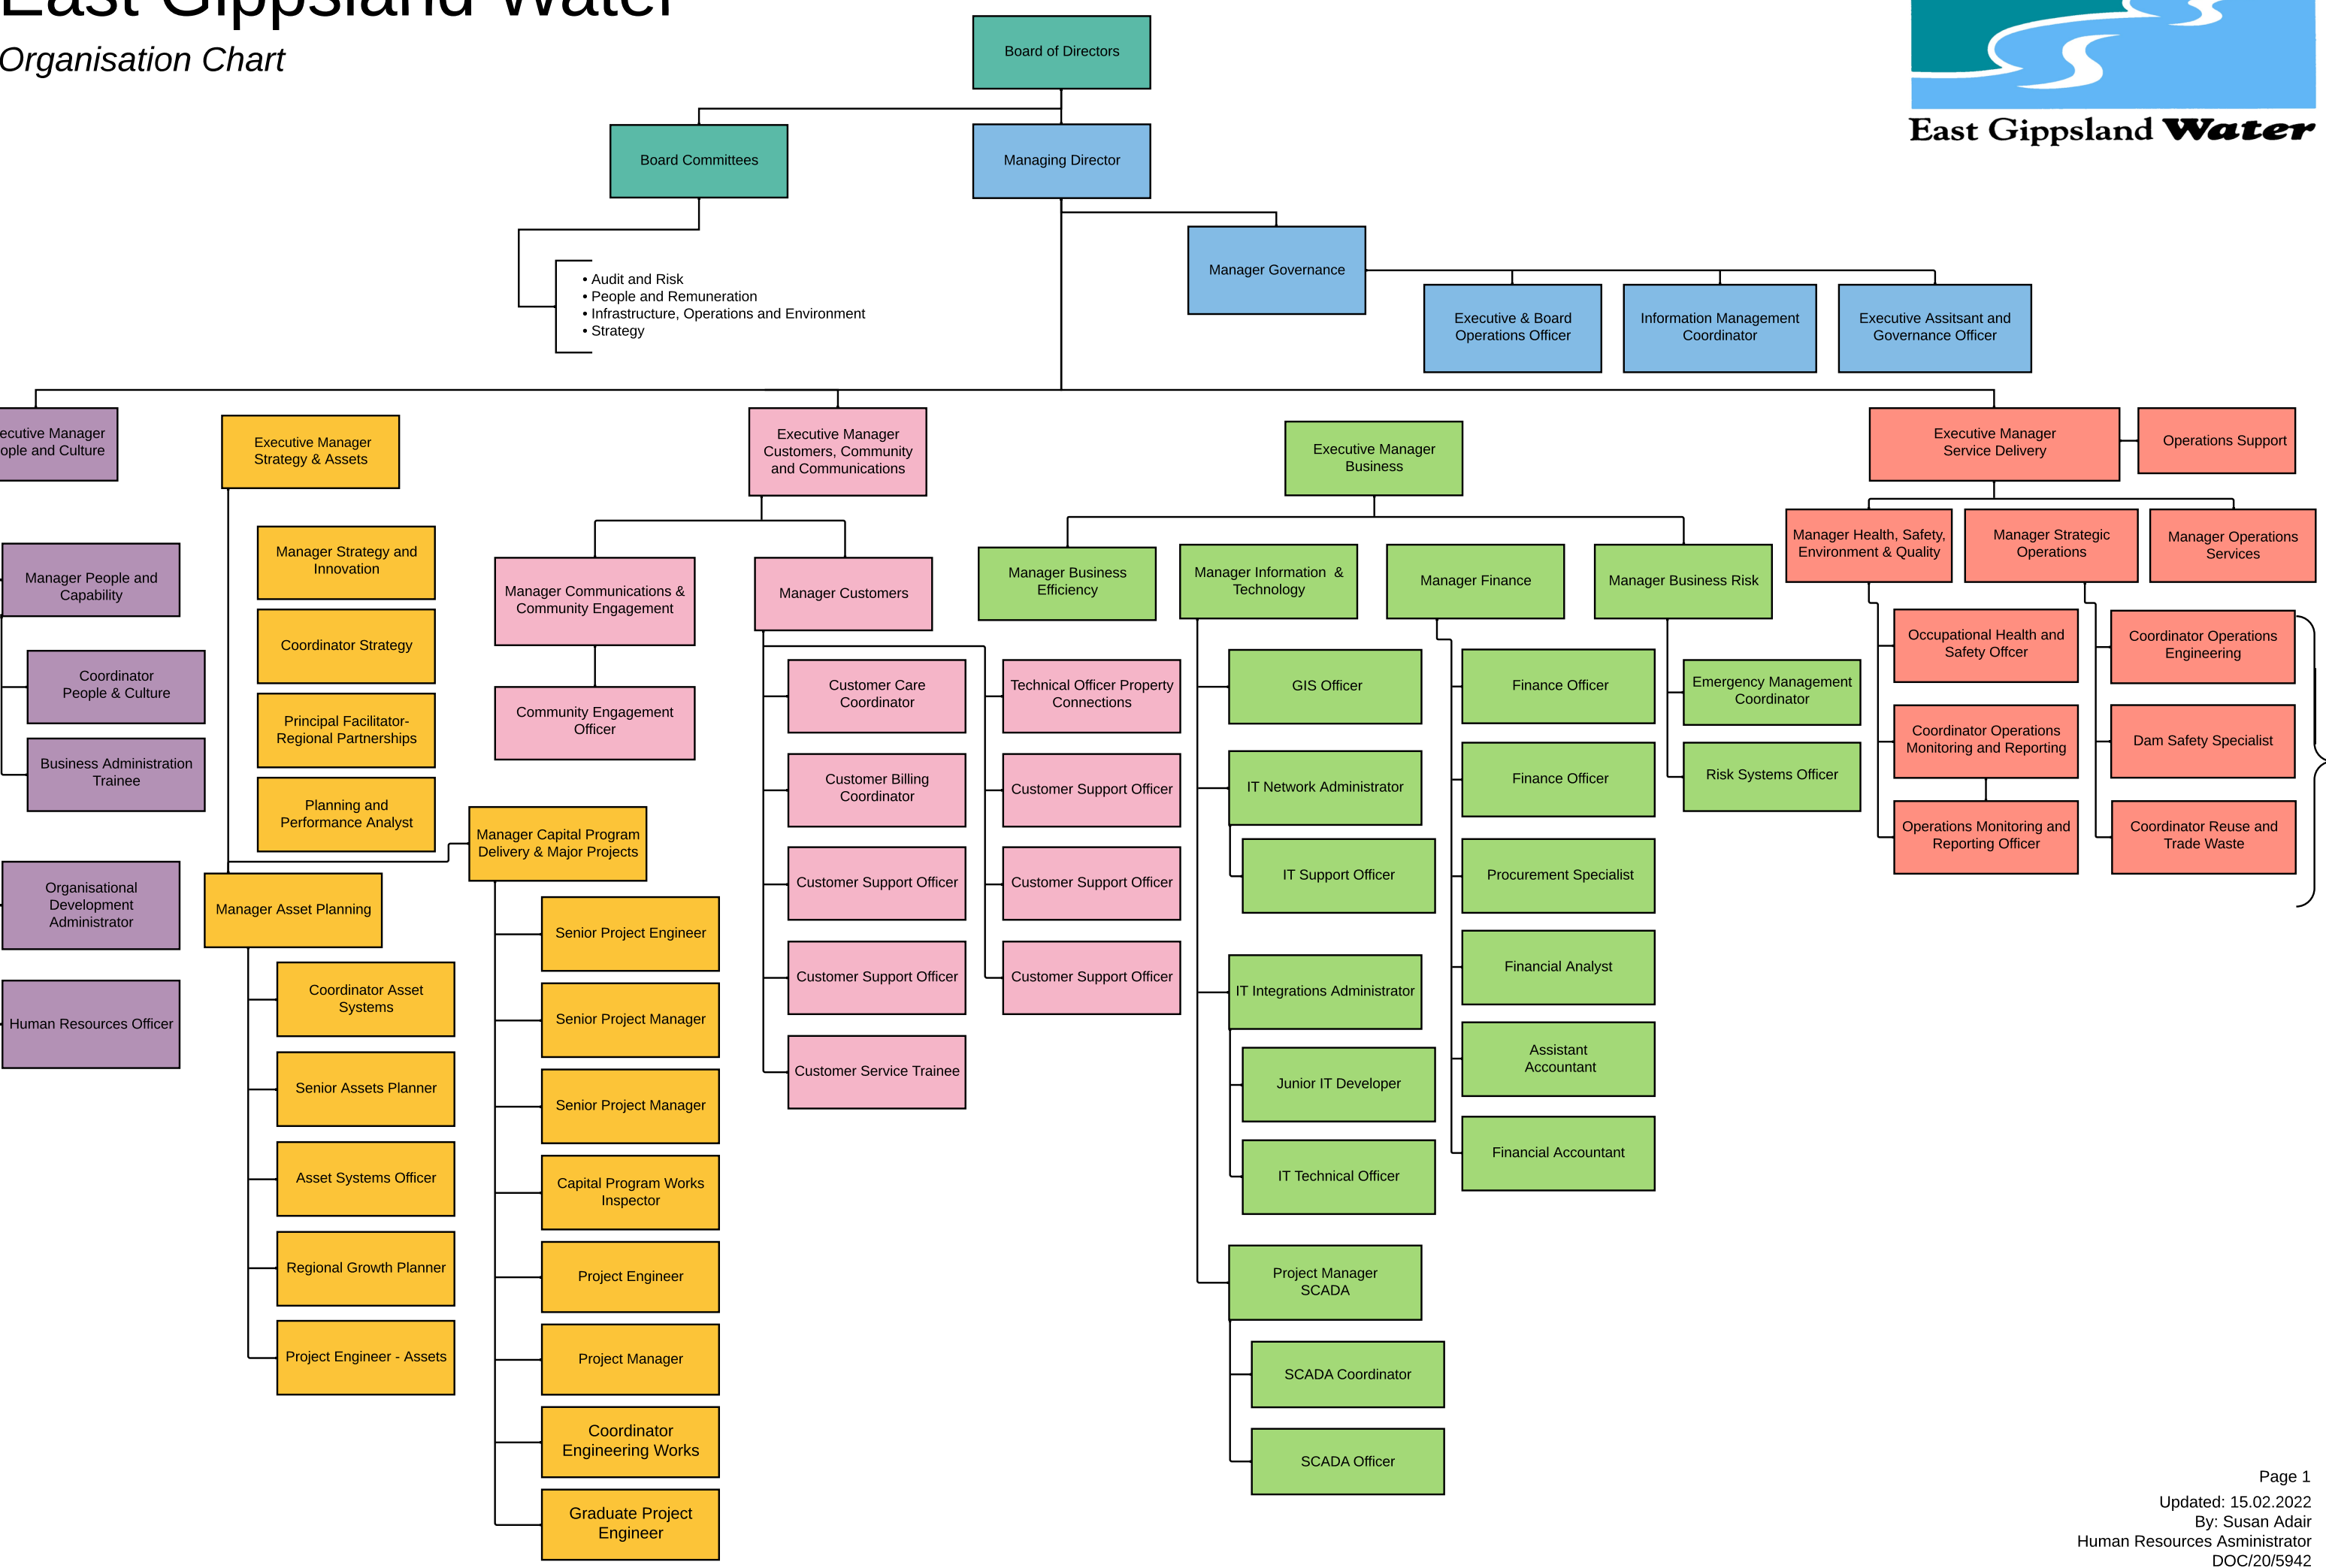 East Gippsland Water
Organisation Chart
East Gippsland Water
Board of Directors
Board Committees
Managing Director
Manager Governance
• Audit and Risk
• People and Remuneration
• Infrastructure, Operations and Environment
• Strategy
Executive & Board
Operations Officer
Information Management
Coordinator
Executive Assitsant and
Governance Officer
ecutive Manager
ople and Culture
Manager People and
Capability
Coordinator
People & Culture
Business Administration
Trainee
Organisational
Development
Administrator
Human Resources Officer
Executive Manager
Strategy & Assets
Manager Strategy and
Innovation
Coordinator Strategy
Principal Facilitator-
Regional Partnerships
Planning and
Performance Analyst
Manager Asset Planning
Coordinator Asset
Systems
Senior Assets Planner
Asset Systems Officer
Regional Growth Planner
Project Engineer - Assets
Manager Capital Program
Delivery & Major Projects
Senior Project Engineer
Senior Project Manager
Senior Project Manager
Capital Program Works
Inspector
Project Engineer
Project Manager
Coordinator
Engineering Works
Graduate Project
Engineer
Executive Manager
Customers, Community
and Communications
Manager Communications &
Community Engagement
Community Engagement
Officer
Manager Customers
Customer Care
Coordinator
Customer Billing
Coordinator
Customer Support Officer
Customer Support Officer
Customer Service Trainee
Technical Officer Property
Connections
Customer Support Officer
Customer Support Officer
Customer Support Officer
Executive Manager
Business
Manager Business
Efficiency
Manager Information  &
Technology
GIS Officer
IT Network Administrator
IT Support Officer
IT Integrations Administrator
Junior IT Developer
IT Technical Officer
Project Manager
SCADA
SCADA Coordinator
SCADA Officer
Manager Finance
Finance Officer
Finance Officer
Procurement Specialist
Financial Analyst
Assistant
Accountant
Financial Accountant
Manager Business Risk
Emergency Management
Coordinator
Risk Systems Officer
Executive Manager
Service Delivery
Operations Support
Manager Health, Safety,
Environment & Quality
Occupational Health and
Safety Offcer
Coordinator Operations
Monitoring and Reporting
Operations Monitoring and
Reporting Officer
Manager Strategic
Operations
Coordinator Operations
Engineering
Dam Safety Specialist
Coordinator Reuse and
Trade Waste
Manager Operations
Services
Page 1
Updated: 15.02.2022
By: Susan Adair
Human Resources Asministrator
DOC/20/5942